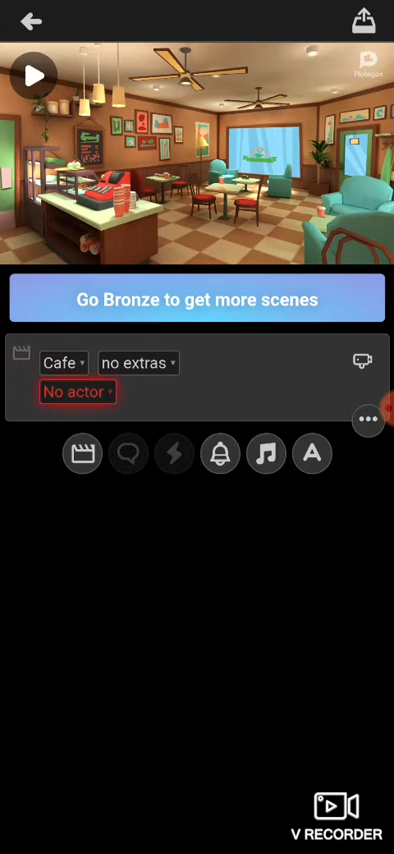 Plotagon
Go Bronze to get more scenes
Cafe no extras
No actor
A
V RECORDER